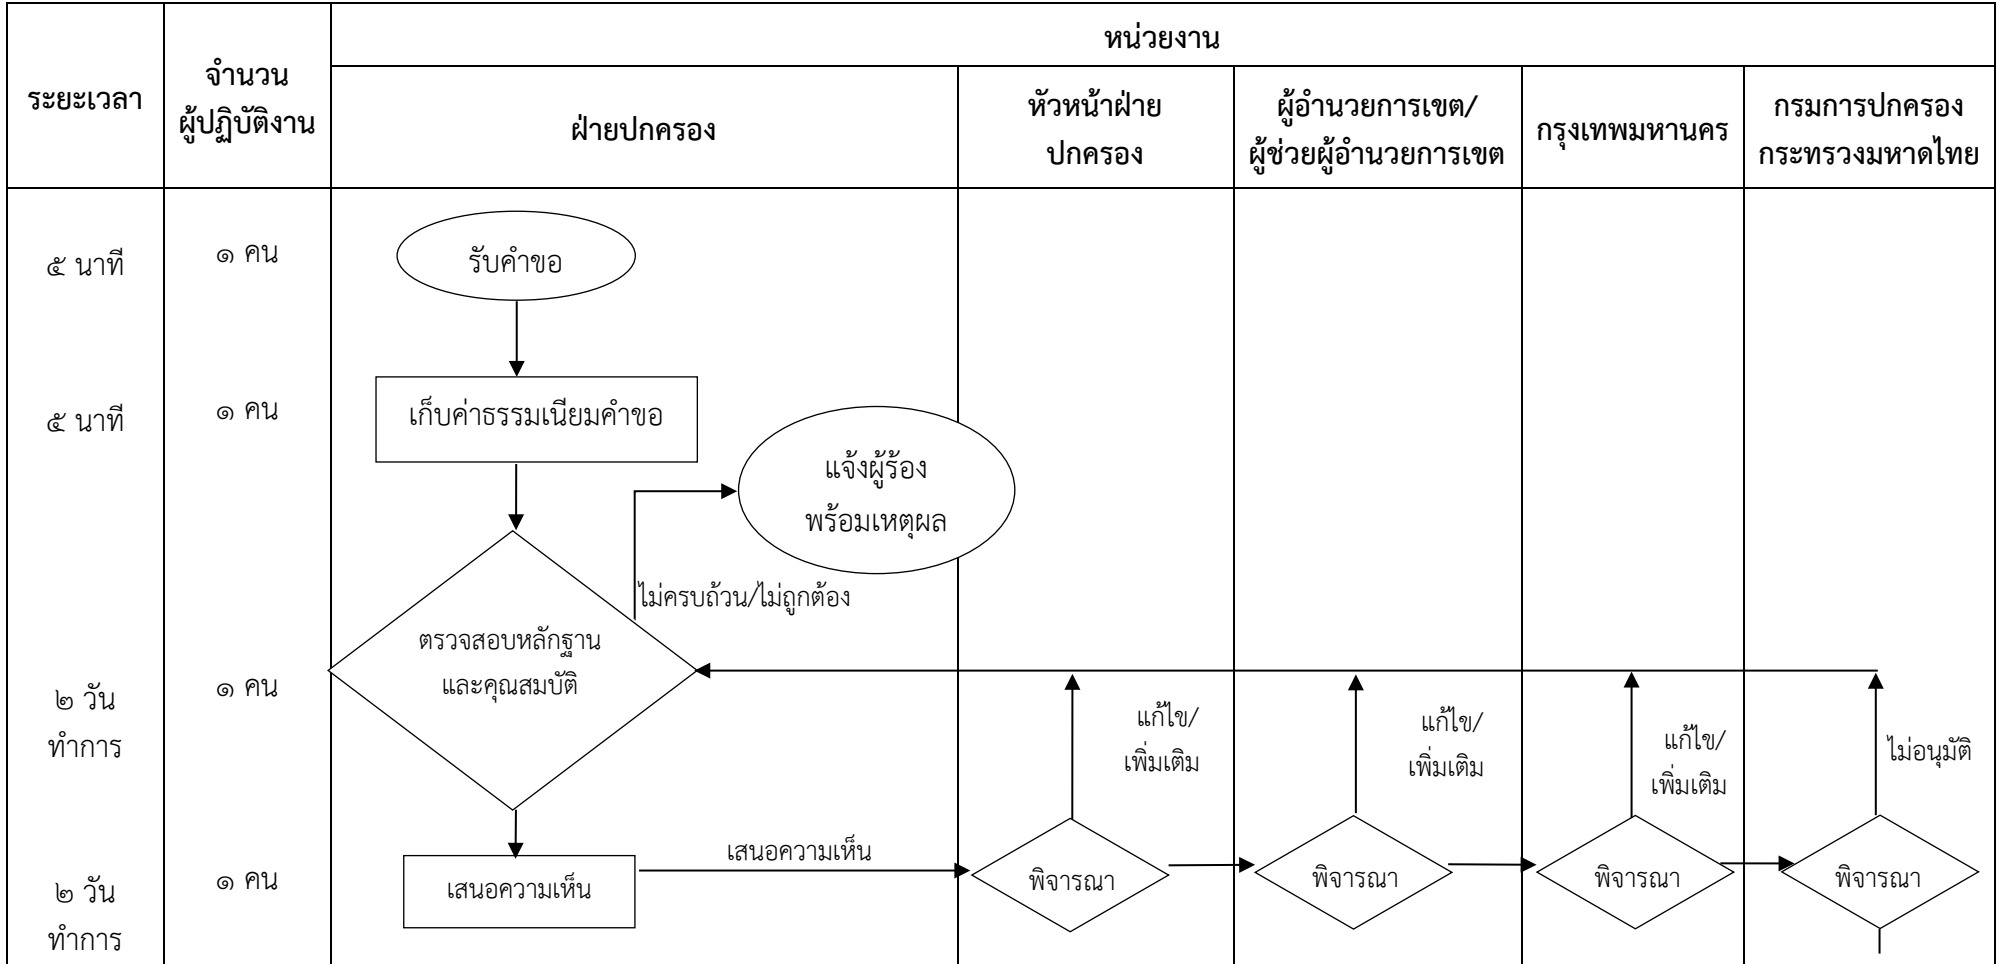 หน่วยงาน
ระยะเวลา
จำนวน
ผู้ปฏิบัติงาน
ฝ่ายปกครอง
หัวหน้าฝ่าย
ปกครอง
ผู้อำนวยการเขต/
ผู้ช่วยผู้อำนวยการเขต
กรุงเทพมหานคร
กรมการปกครอง
กระทรวงมหาดไทย
๕ นาที
๑ คน
รับคำขอ
๕ นาที
๑ คน
เก็บค่าธรรมเนียมคำขอ
แจ้งผู้ร้อง
พร้อมเหตุผล
ไม่ครบถ้วน/ไม่ถูกต้อง
ตรวจสอบหลักฐาน
และคุณสมบัติ
๒ วัน
ทำการ
๑ คน
แก้ไข/
เพิ่มเติม
แก้ไข/
เพิ่มเติม
แก้ไข/
เพิ่มเติม
ไม่อนุมัติ
๒ วัน
ทำการ
๑ คน
เสนอความเห็น
เสนอความเห็น
พิจารณา
พิจารณา
พิจารณา
พิจารณา